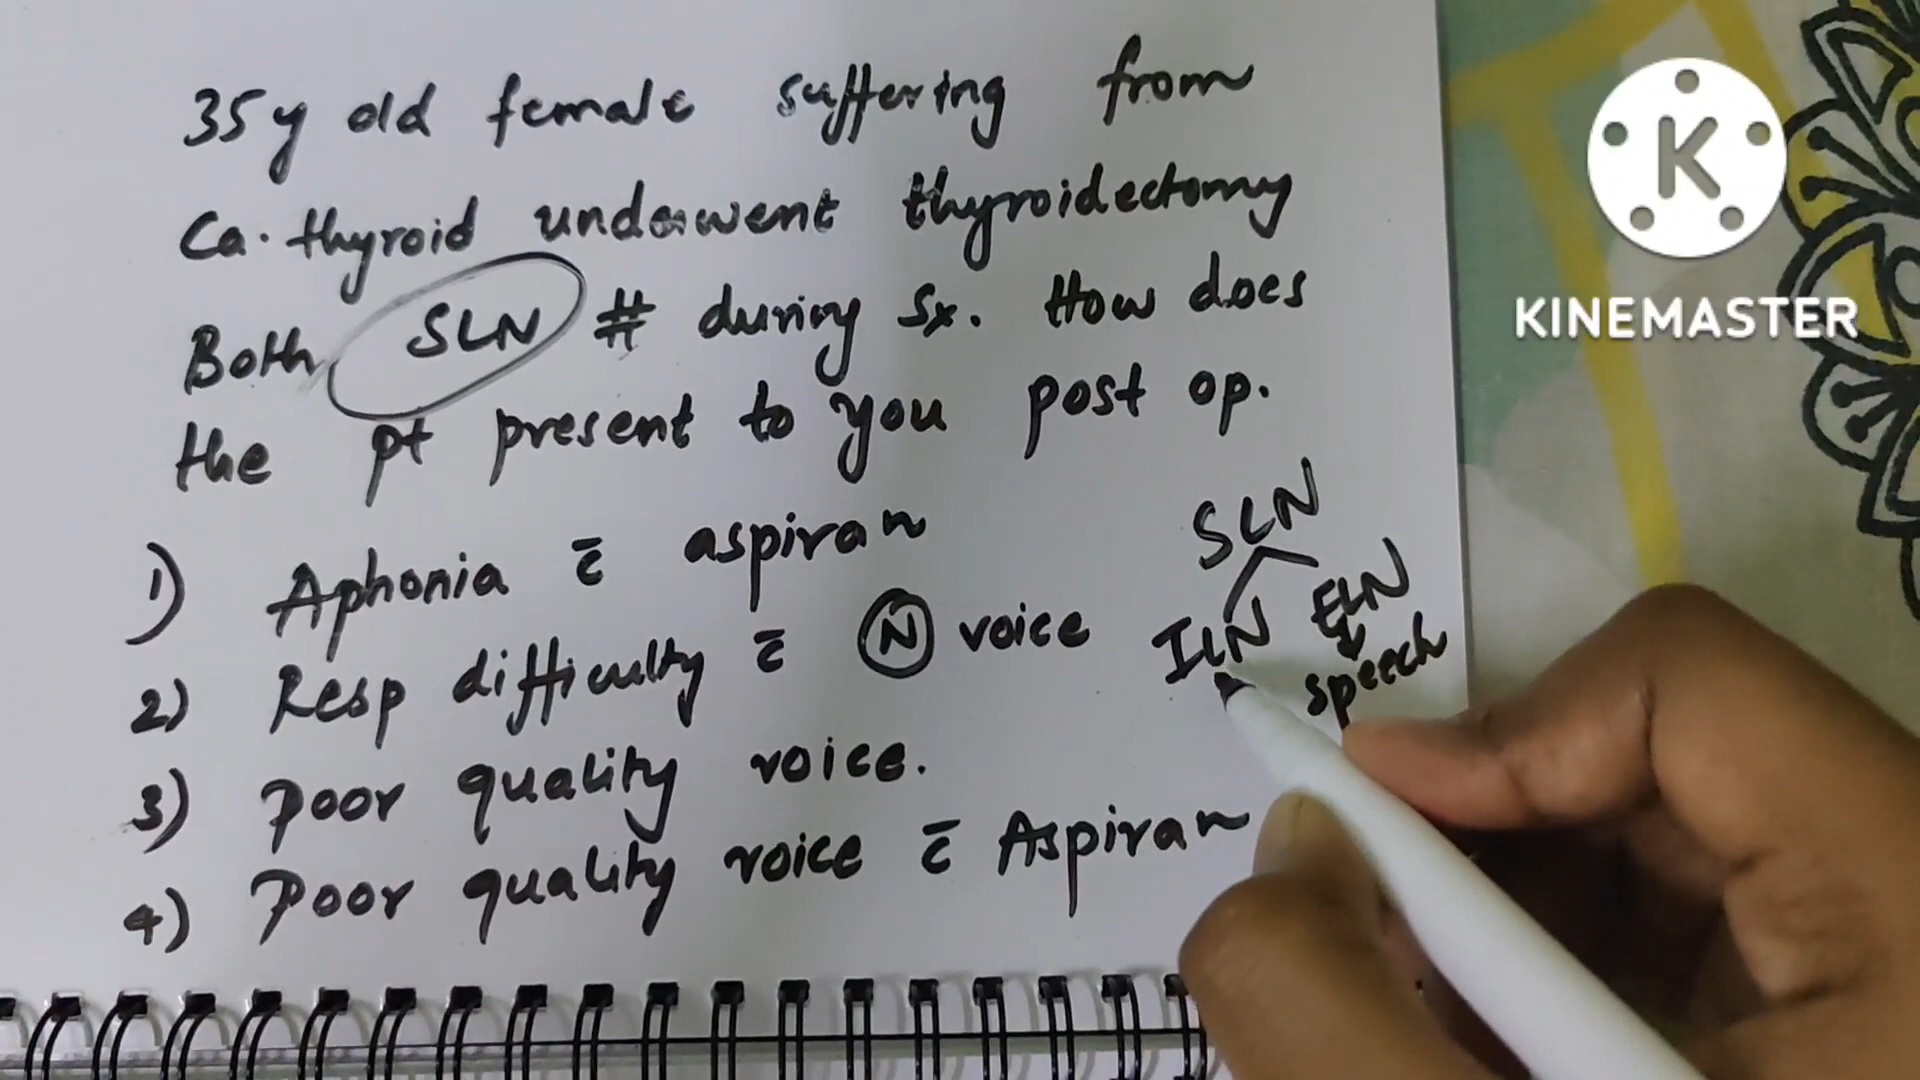 35y old female suffering from
Ca. thyroid underwent thyroidectomy
Both SLN # during Sx. How does
the pt present to you post op.
1) Aphonia c̄ aspiran
2) Resp difficulty c̄ N voice
3) Poor quality voice.
4) Poor quality voice c̄ Aspiran
SLN
ILN ELN
speech
K
KINEMASTER